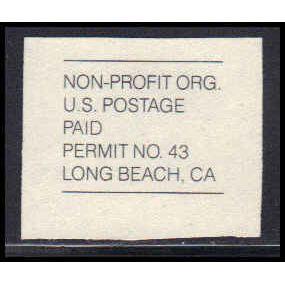 NON-PROFIT ORG.
U.S. POSTAGE
PAID
PERMIT NO. 43
LONG BEACH, CA